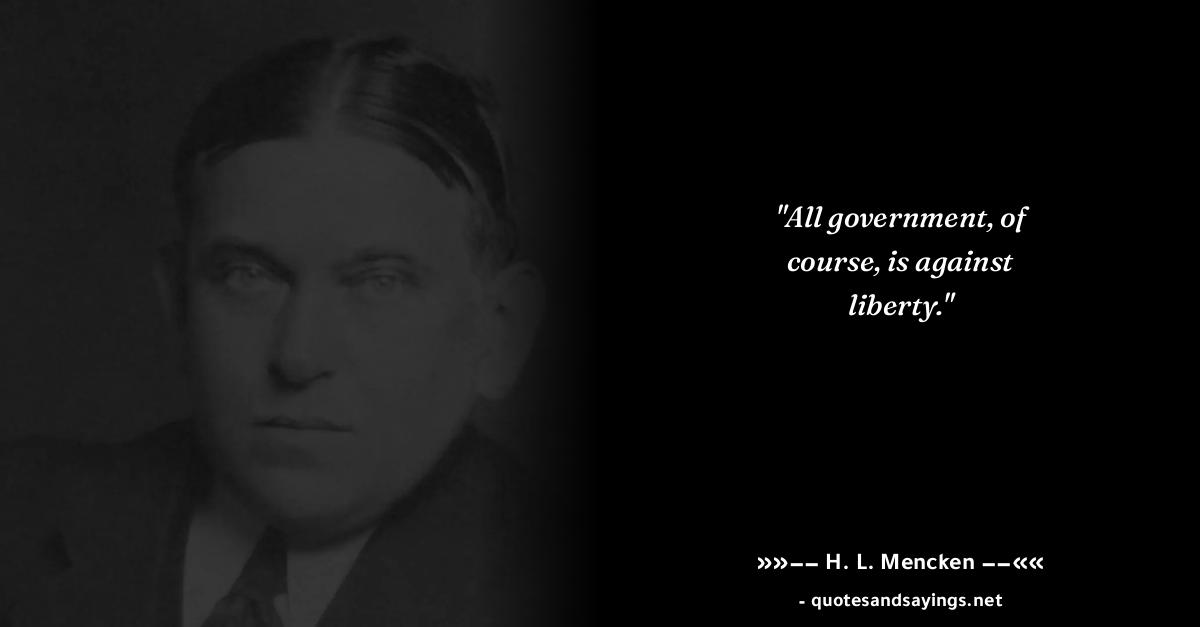 "All government, of
course, is against
liberty."
»»–– H. L. Mencken ––««
- quotesandsayings.net